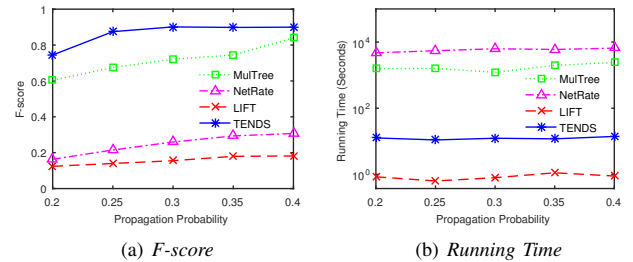 1
0.8
0.6
0.4
0.2
0
F-score
MulTree
NetRate
LIFT
TENDS
0.2 0.25 0.3 0.35 0.4
Propagation Probability
(a) F-score
10^4
10^2
10^0
Running Time (Seconds)
MulTree
NetRate
LIFT
TENDS
0.2 0.25 0.3 0.35 0.4
Propagation Probability
(b) Running Time